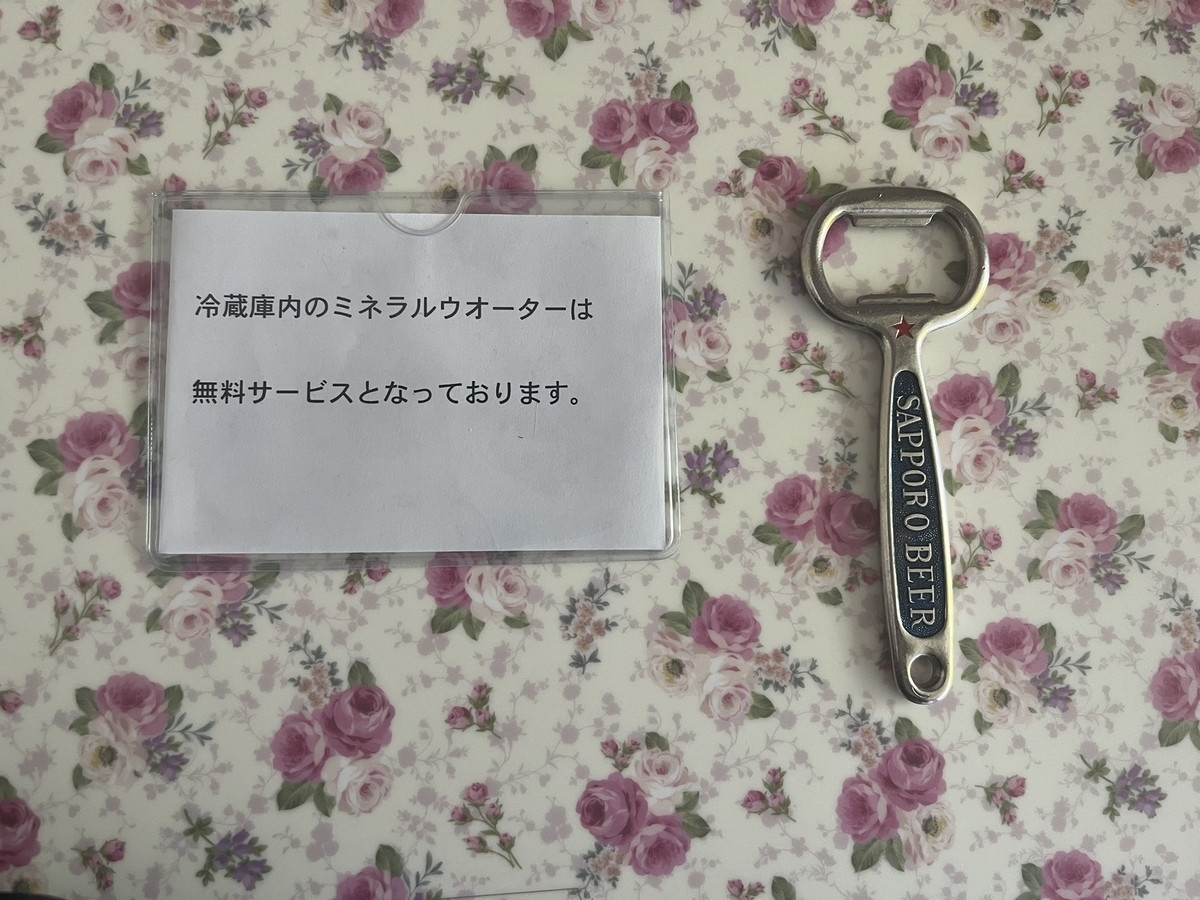 冷蔵庫内のミネラルウオーターは
無料サービスとなっております。
SAPPORO BEER